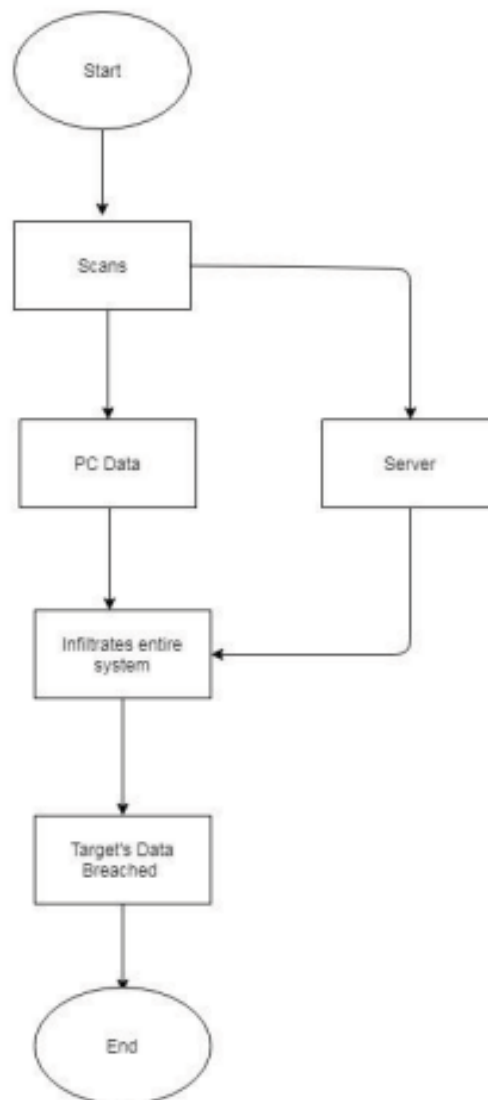 Start
Scans
PC Data
Server
Infiltrates entire
system
Target's Data
Breached
End